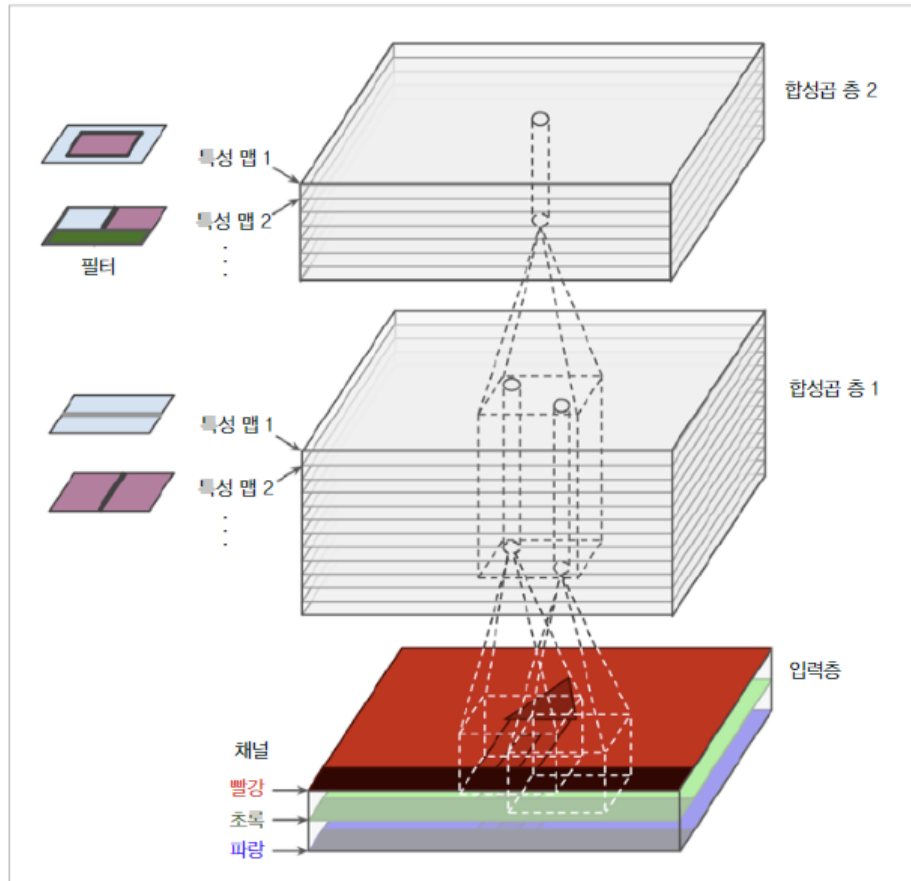 합성곱 층 2
특성 맵 1
특성 맵 2
필터
합성곱 층 1
특성 맵 1
특성 맵 2
입력층
채널
빨강
초록
파랑